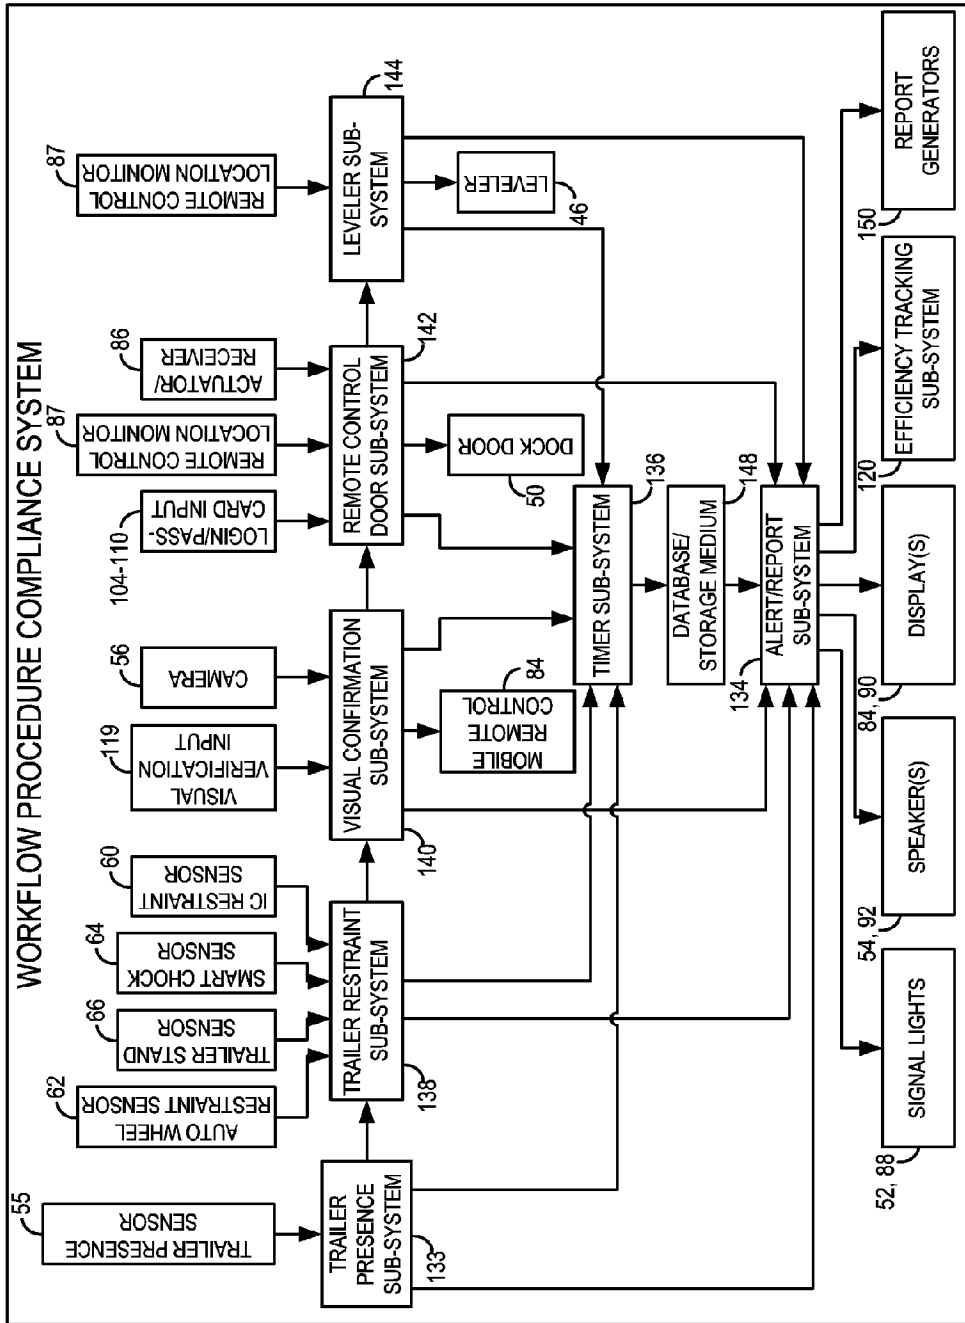 WORKFLOW PROCEDURE COMPLIANCE SYSTEM
55
TRAILER PRESENCE
SENSOR
62
AUTO WHEEL
RESTRAINT SENSOR
66
TRAILER STAND
SENSOR
64
SMART CHOCK
SENSOR
60
IC RESTRAINT
SENSOR
119
VISUAL
VERIFICATION
INPUT
56
CAMERA
104-110
LOGIN/PASS-
CARD INPUT
87
REMOTE CONTROL
LOCATION MONITOR
86
ACTUATOR/
RECEIVER
87
REMOTE CONTROL
LOCATION MONITOR
TRAILER
PRESENCE
SUB-SYSTEM
133
TRAILER RESTRAINT
SUB-SYSTEM
138
VISUAL CONFIRMATION
SUB-SYSTEM
140
REMOTE CONTROL
DOOR SUB-SYSTEM
142
LEVELER SUB-
SYSTEM
144
MOBILE
REMOTE
CONTROL
84
DOCK DOOR
50
LEVELER
46
TIMER SUB-SYSTEM
136
DATABASE/
STORAGE MEDIUM
148
ALERT/REPORT
SUB-SYSTEM
134
SIGNAL LIGHTS
52, 88
SPEAKER(S)
54, 92
DISPLAY(S)
84, 90
EFFICIENCY TRACKING
SUB-SYSTEM
120
REPORT
GENERATORS
150